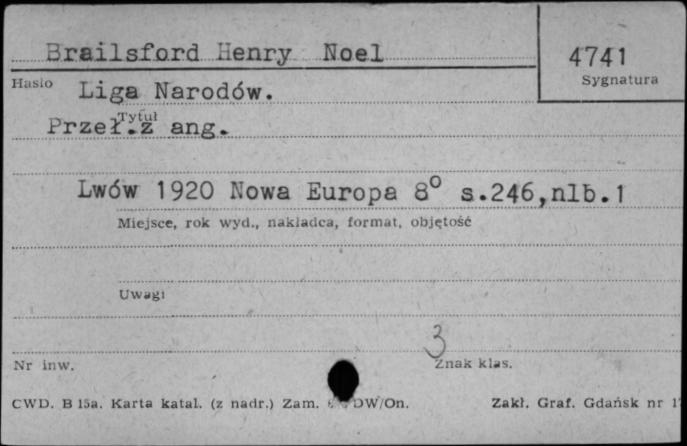 Brailsford Henry Noel
4741
Sygnatura
Hasło
Liga Narodów.
Tytuł
Przeł.z ang.
Lwów 1920 Nowa Europa 8° s.246,nlb.1
Miejsce, rok wyd., nakładca, format, objętość
Uwagi
3
Nr inw.
Znak klas.
CWD. B 15a. Karta katal. (z nadr.) Zam. DW/On.
Zakł. Graf. Gdańsk nr